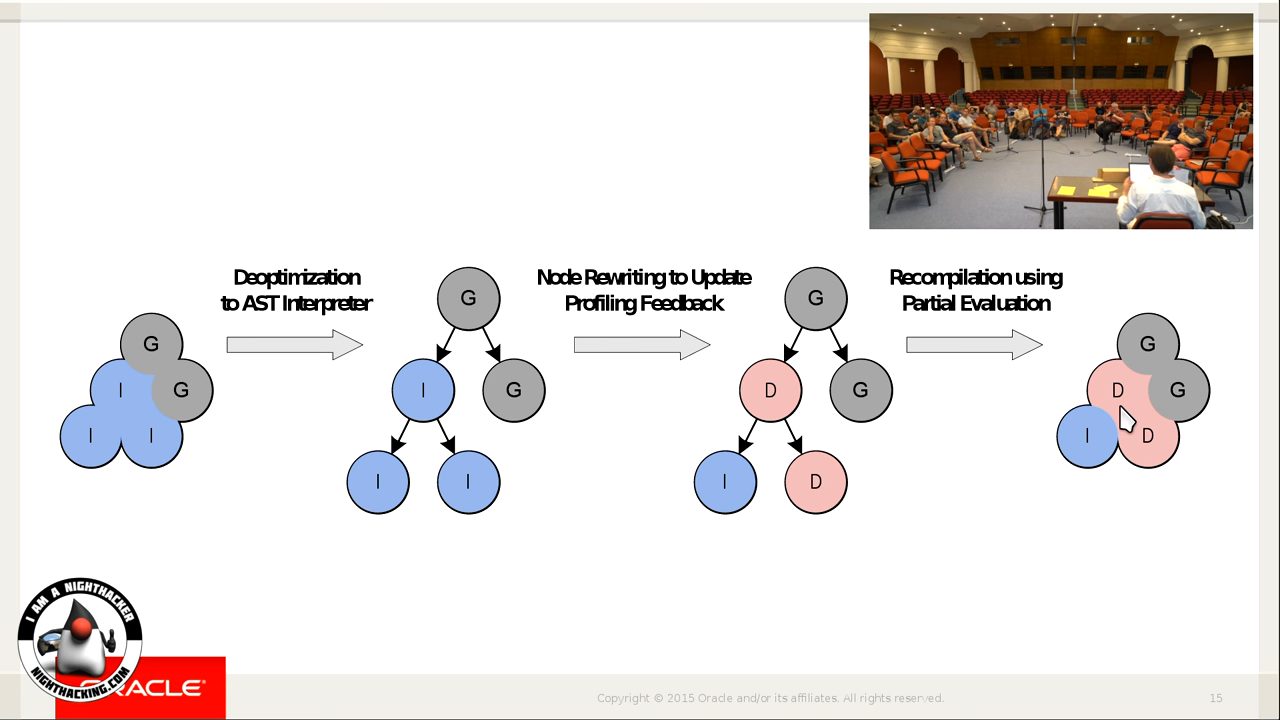 Deoptimization
to AST Interpreter
Node Rewriting to Update
Profiling Feedback
Recompilation using
Partial Evaluation
G
I
G
I
I
G
I
G
I
I
G
D
G
I
D
G
D
G
I
D
I AM A NIGHTHACKER
NIGHTHACKING.COM
ORACLE®
Copyright © 2015 Oracle and/or its affiliates. All rights reserved.
15